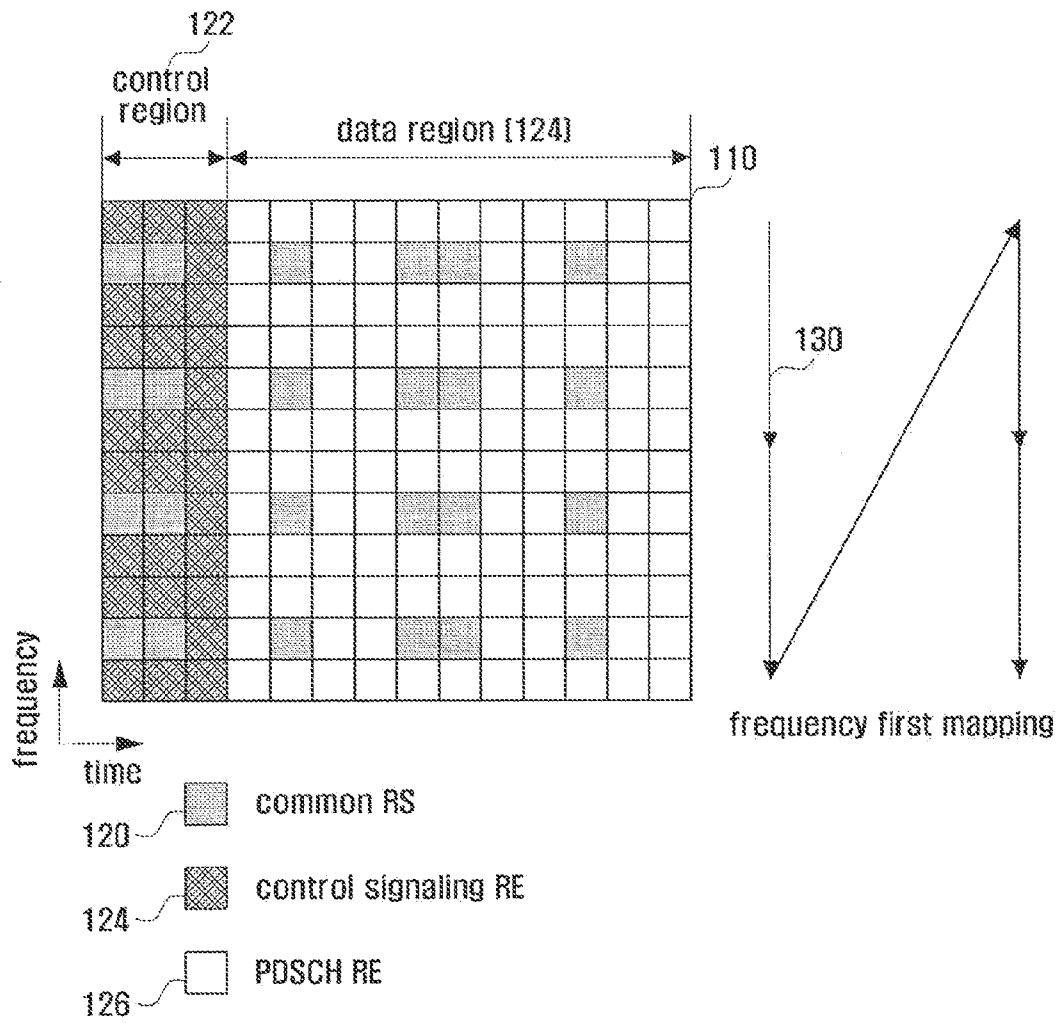 122
control
region
data region [124]
110
130
frequency
time
frequency first mapping
common RS
120
control signaling RE
124
PDSCH RE
126